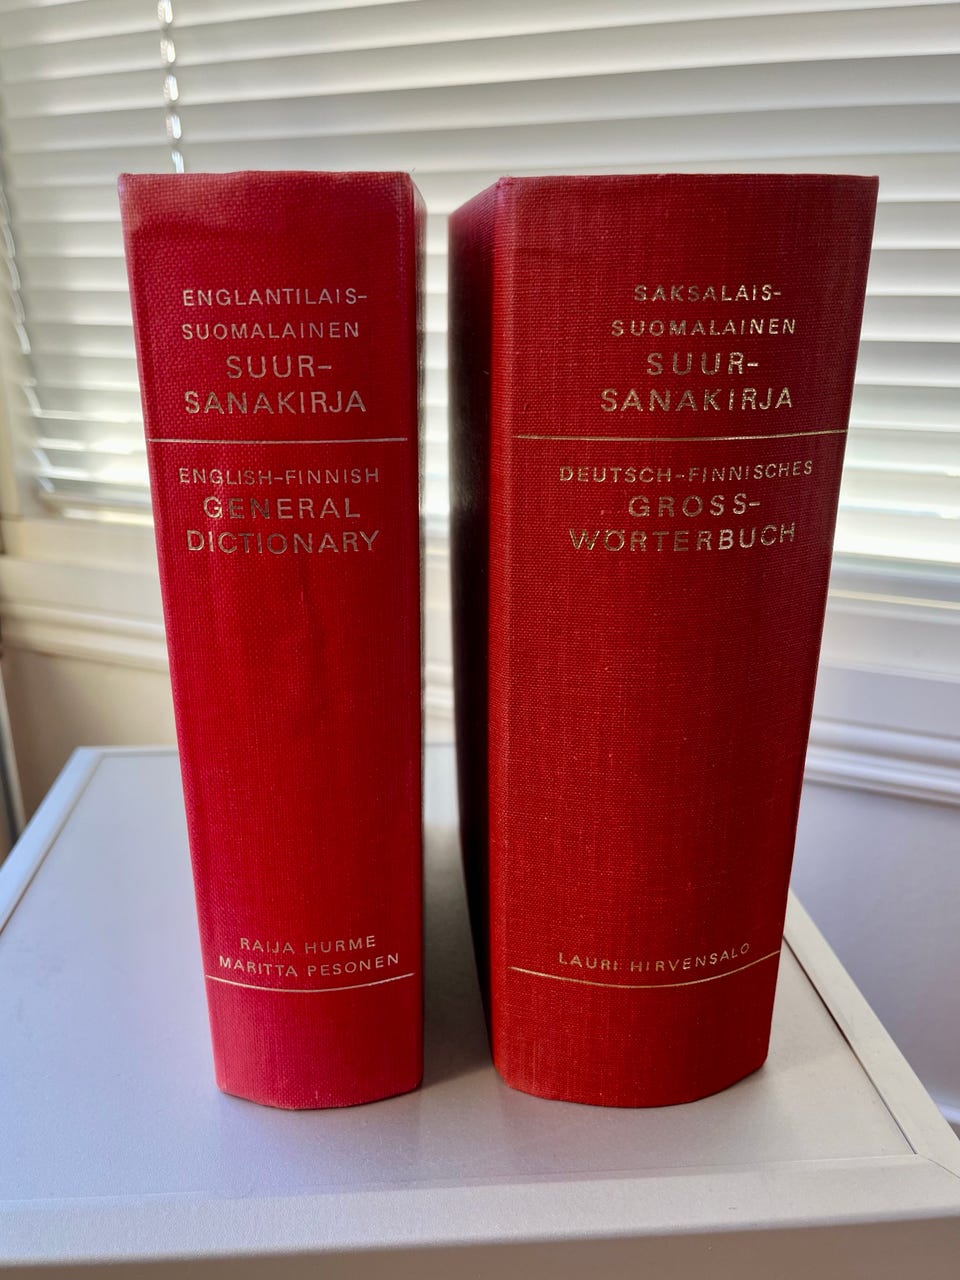 ENGLANTILAIS-
SUOMALAINEN
SUUR-
SANAKIRJA
ENGLISH-FINNISH
GENERAL
DICTIONARY
RAIJA HURME
MARITTA PESONEN
SAKSALAIS-
SUOMALAINEN
SUUR-
SANAKIRJA
DEUTSCH-FINNISCHES
GROSS-
WÖRTERBUCH
LAURI HIRVENSALO